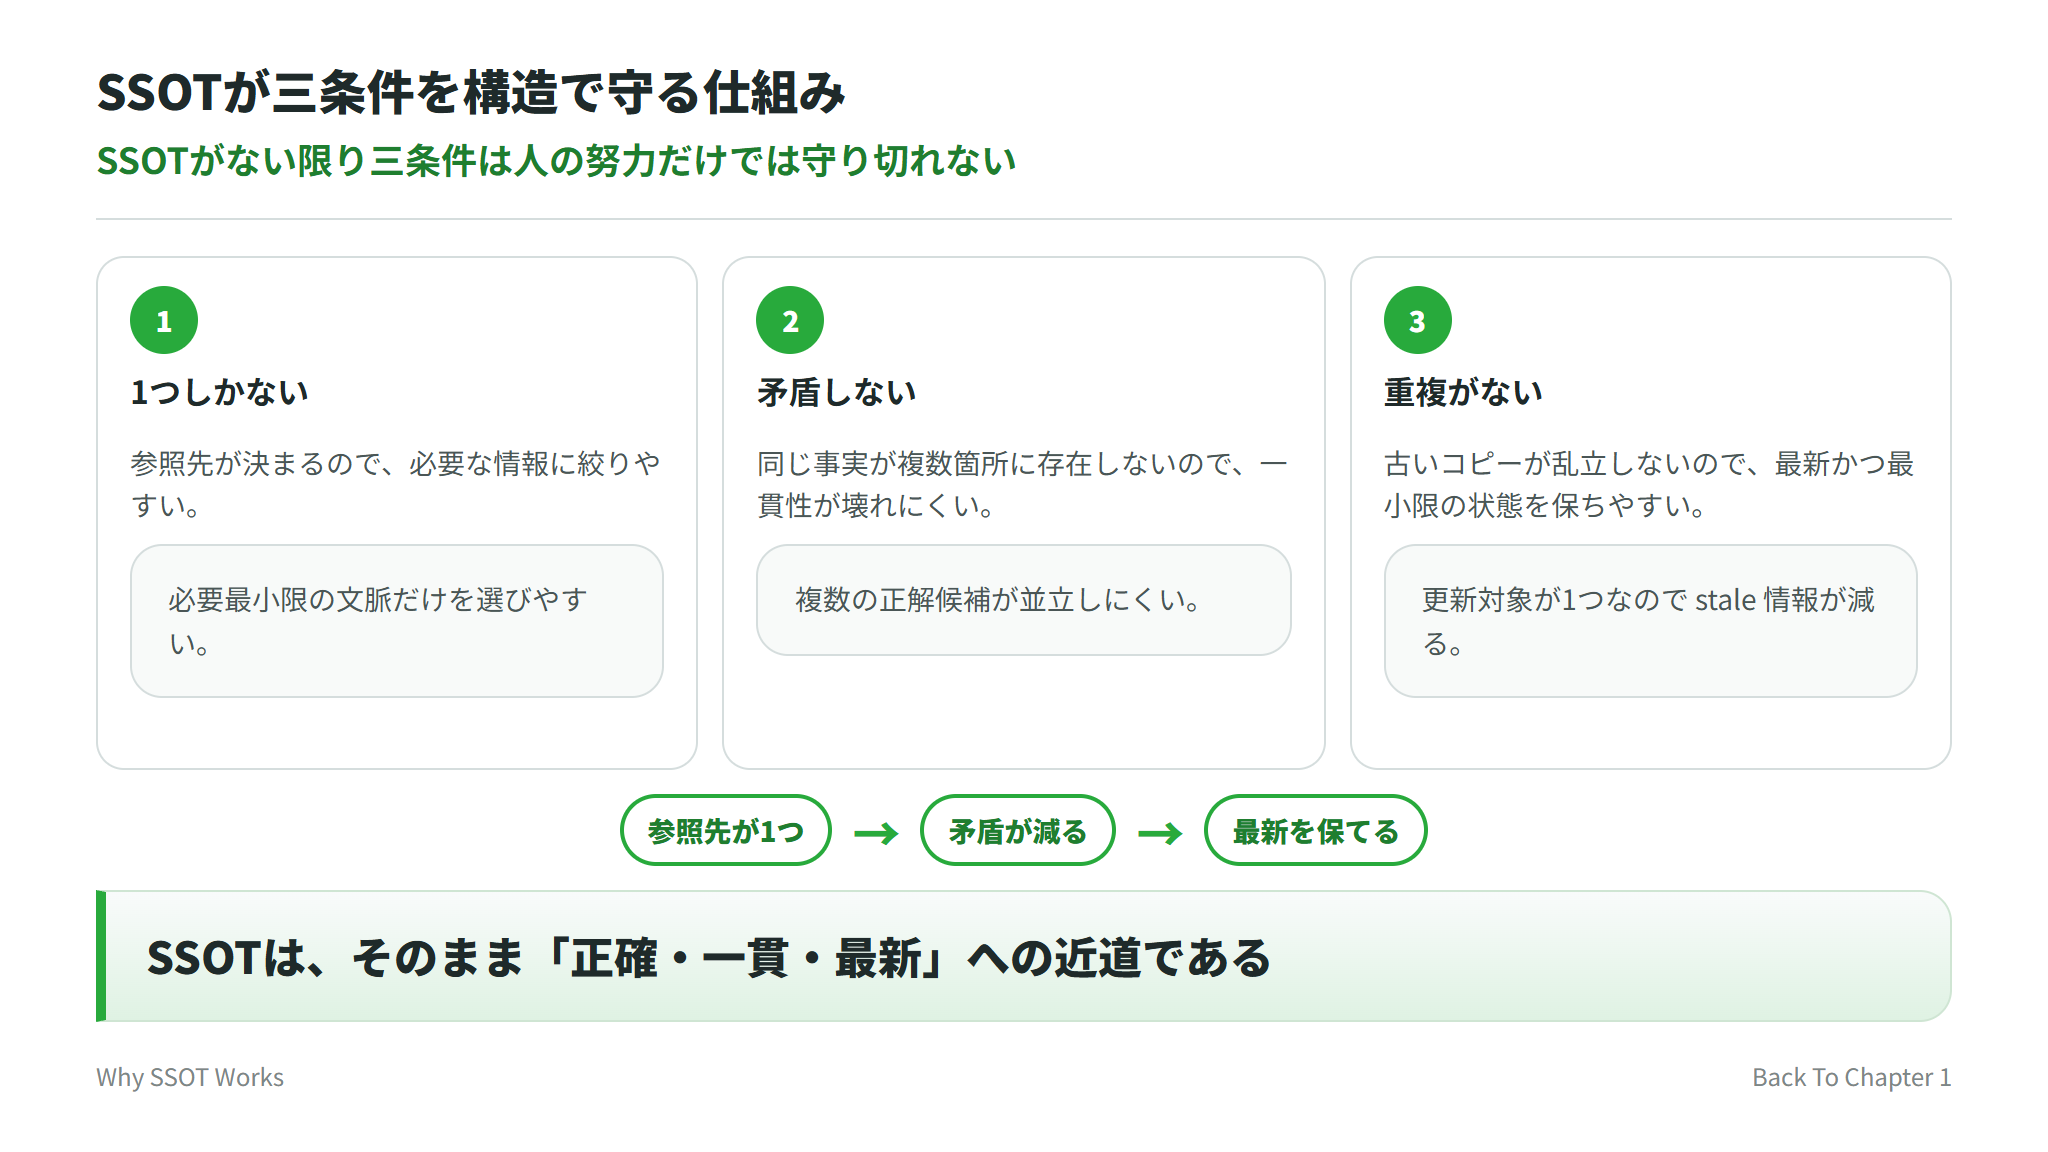 SSOTが三条件を構造で守る仕組み
SSOTがない限り三条件は人の努力だけでは守り切れない
1
1つしかない
参照先が決まるので、必要な情報に絞りや
すい。
必要最小限の文脈だけを選びやす
い。
2
矛盾しない
同じ事実が複数箇所に存在しないので、一
貫性が壊れにくい。
複数の正解候補が並立しにくい。
3
重複がない
古いコピーが乱立しないので、最新かつ最
小限の状態を保ちやすい。
更新対象が1つなので stale 情報が減
る。
参照先が1つ → 矛盾が減る → 最新を保てる
SSOTは、そのまま「正確・一貫・最新」への近道である
Why SSOT Works
Back To Chapter 1